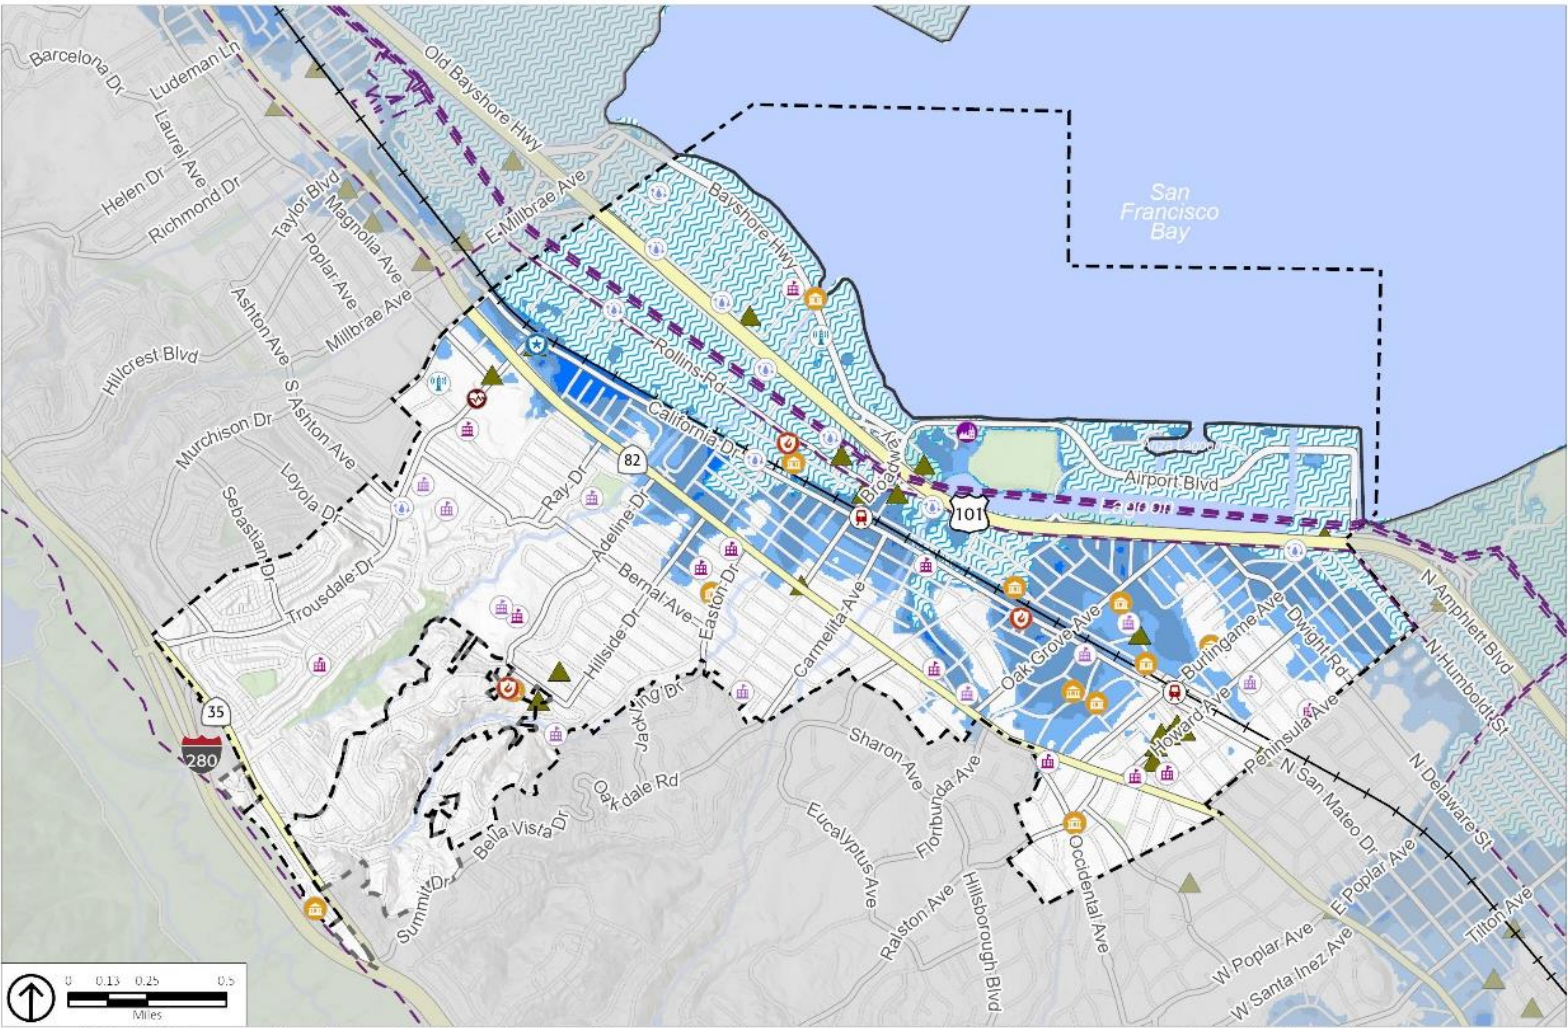 Barcelona Dr
Ludeman Ln
Old Bayshore Hwy
Laurel Ave
Helen Dr
Richmond Dr
Taylor Blvd
Magnolia Ave
Poplar Ave
E Millbrae Ave
Millbrae Ave
Bayshore Hwy
San
Francisco
Bay
Ashton Ave
Hillcrest Blvd
S Ashton Ave
Murchison Dr
Rollins Rd
California Dr
82
Broadway
Airport Blvd
101
Loyola Dr
Sebastian Dr
Ray Dr
Adeline Dr
Trousdale Dr
Bernal Ave
Easton Dr
Hillside Dr
Carmelita Ave
Oak Grove Ave
Burlingame Ave
Dwight Rd
N Amphlett Blvd
N Humboldt St
35
280
Jackling Dr
Oakdale Rd
Bella Vista Dr
Summit Dr
Sharon Ave
Floribunda Ave
Eucalyptus Ave
Ralston Ave
Hillsborough Blvd
Occidental Ave
Howard Ave
Peninsula Ave
N San Mateo Dr
N Delaware St
E Poplar Ave
W Poplar Ave
W Santa Inez Ave
Tilton Ave
0 0.13 0.25 0.5
Miles